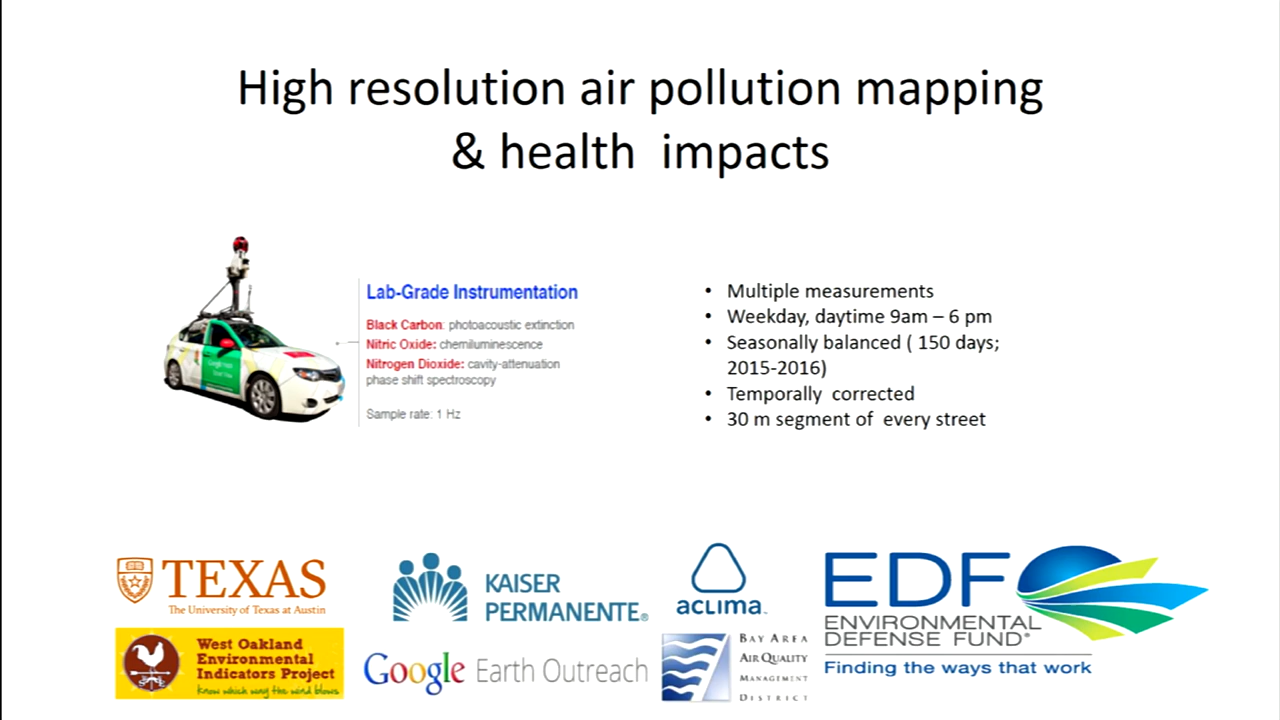 High resolution air pollution mapping
& health impacts
Lab-Grade Instrumentation
Black Carbon: photoacoustic extinction
Nitric Oxide: chemiluminescence
Nitrogen Dioxide: cavity-attenuation
phase shift spectroscopy
Sample rate: 1 Hz
• Multiple measurements
• Weekday, daytime 9am – 6 pm
• Seasonally balanced ( 150 days;
2015-2016)
• Temporally corrected
• 30 m segment of every street
TEXAS
The University of Texas at Austin
KAISER
PERMANENTE®
aclima
EDF
ENVIRONMENTAL
DEFENSE FUND®
Finding the ways that work
West Oakland
Environmental
Indicators Project
know which way the wind blows
Google Earth Outreach
BAY AREA
AIR QUALITY
MANAGEMENT
DISTRICT